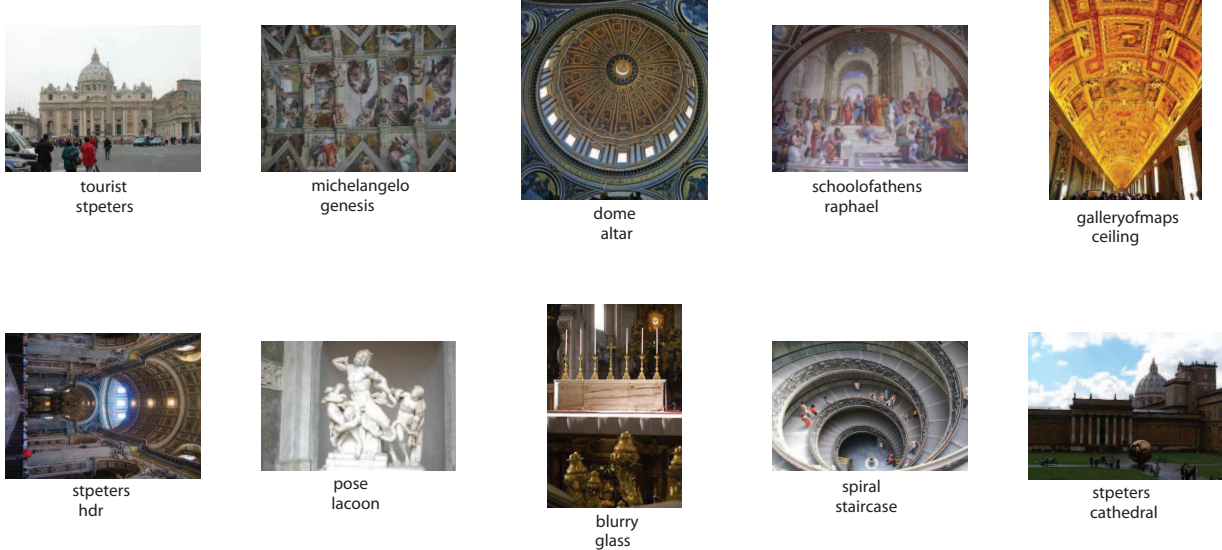 tourist
stpeters
michelangelo
genesis
dome
altar
schoolofathens
raphael
galleryofmaps
ceiling
stpeters
hdr
pose
lacoon
blurry
glass
spiral
staircase
stpeters
cathedral